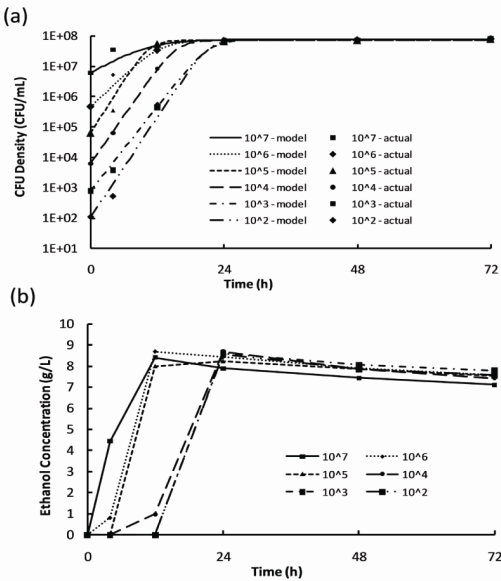 (a)
CFU Density (CFU/mL)
1E+08
1E+07
1E+06
1E+05
1E+04
1E+03
1E+02
1E+01
10^7 - model 10^7 - actual
10^6 - model 10^6 - actual
10^5 - model 10^5 - actual
10^4 - model 10^4 - actual
10^3 - model 10^3 - actual
10^2 - model 10^2 - actual
0 24 48 72
Time (h)
(b)
Ethanol Concentration (g/L)
10
9
8
7
6
5
4
3
2
1
0
10^7 10^6
10^5 10^4
10^3 10^2
0 24 48 72
Time (h)